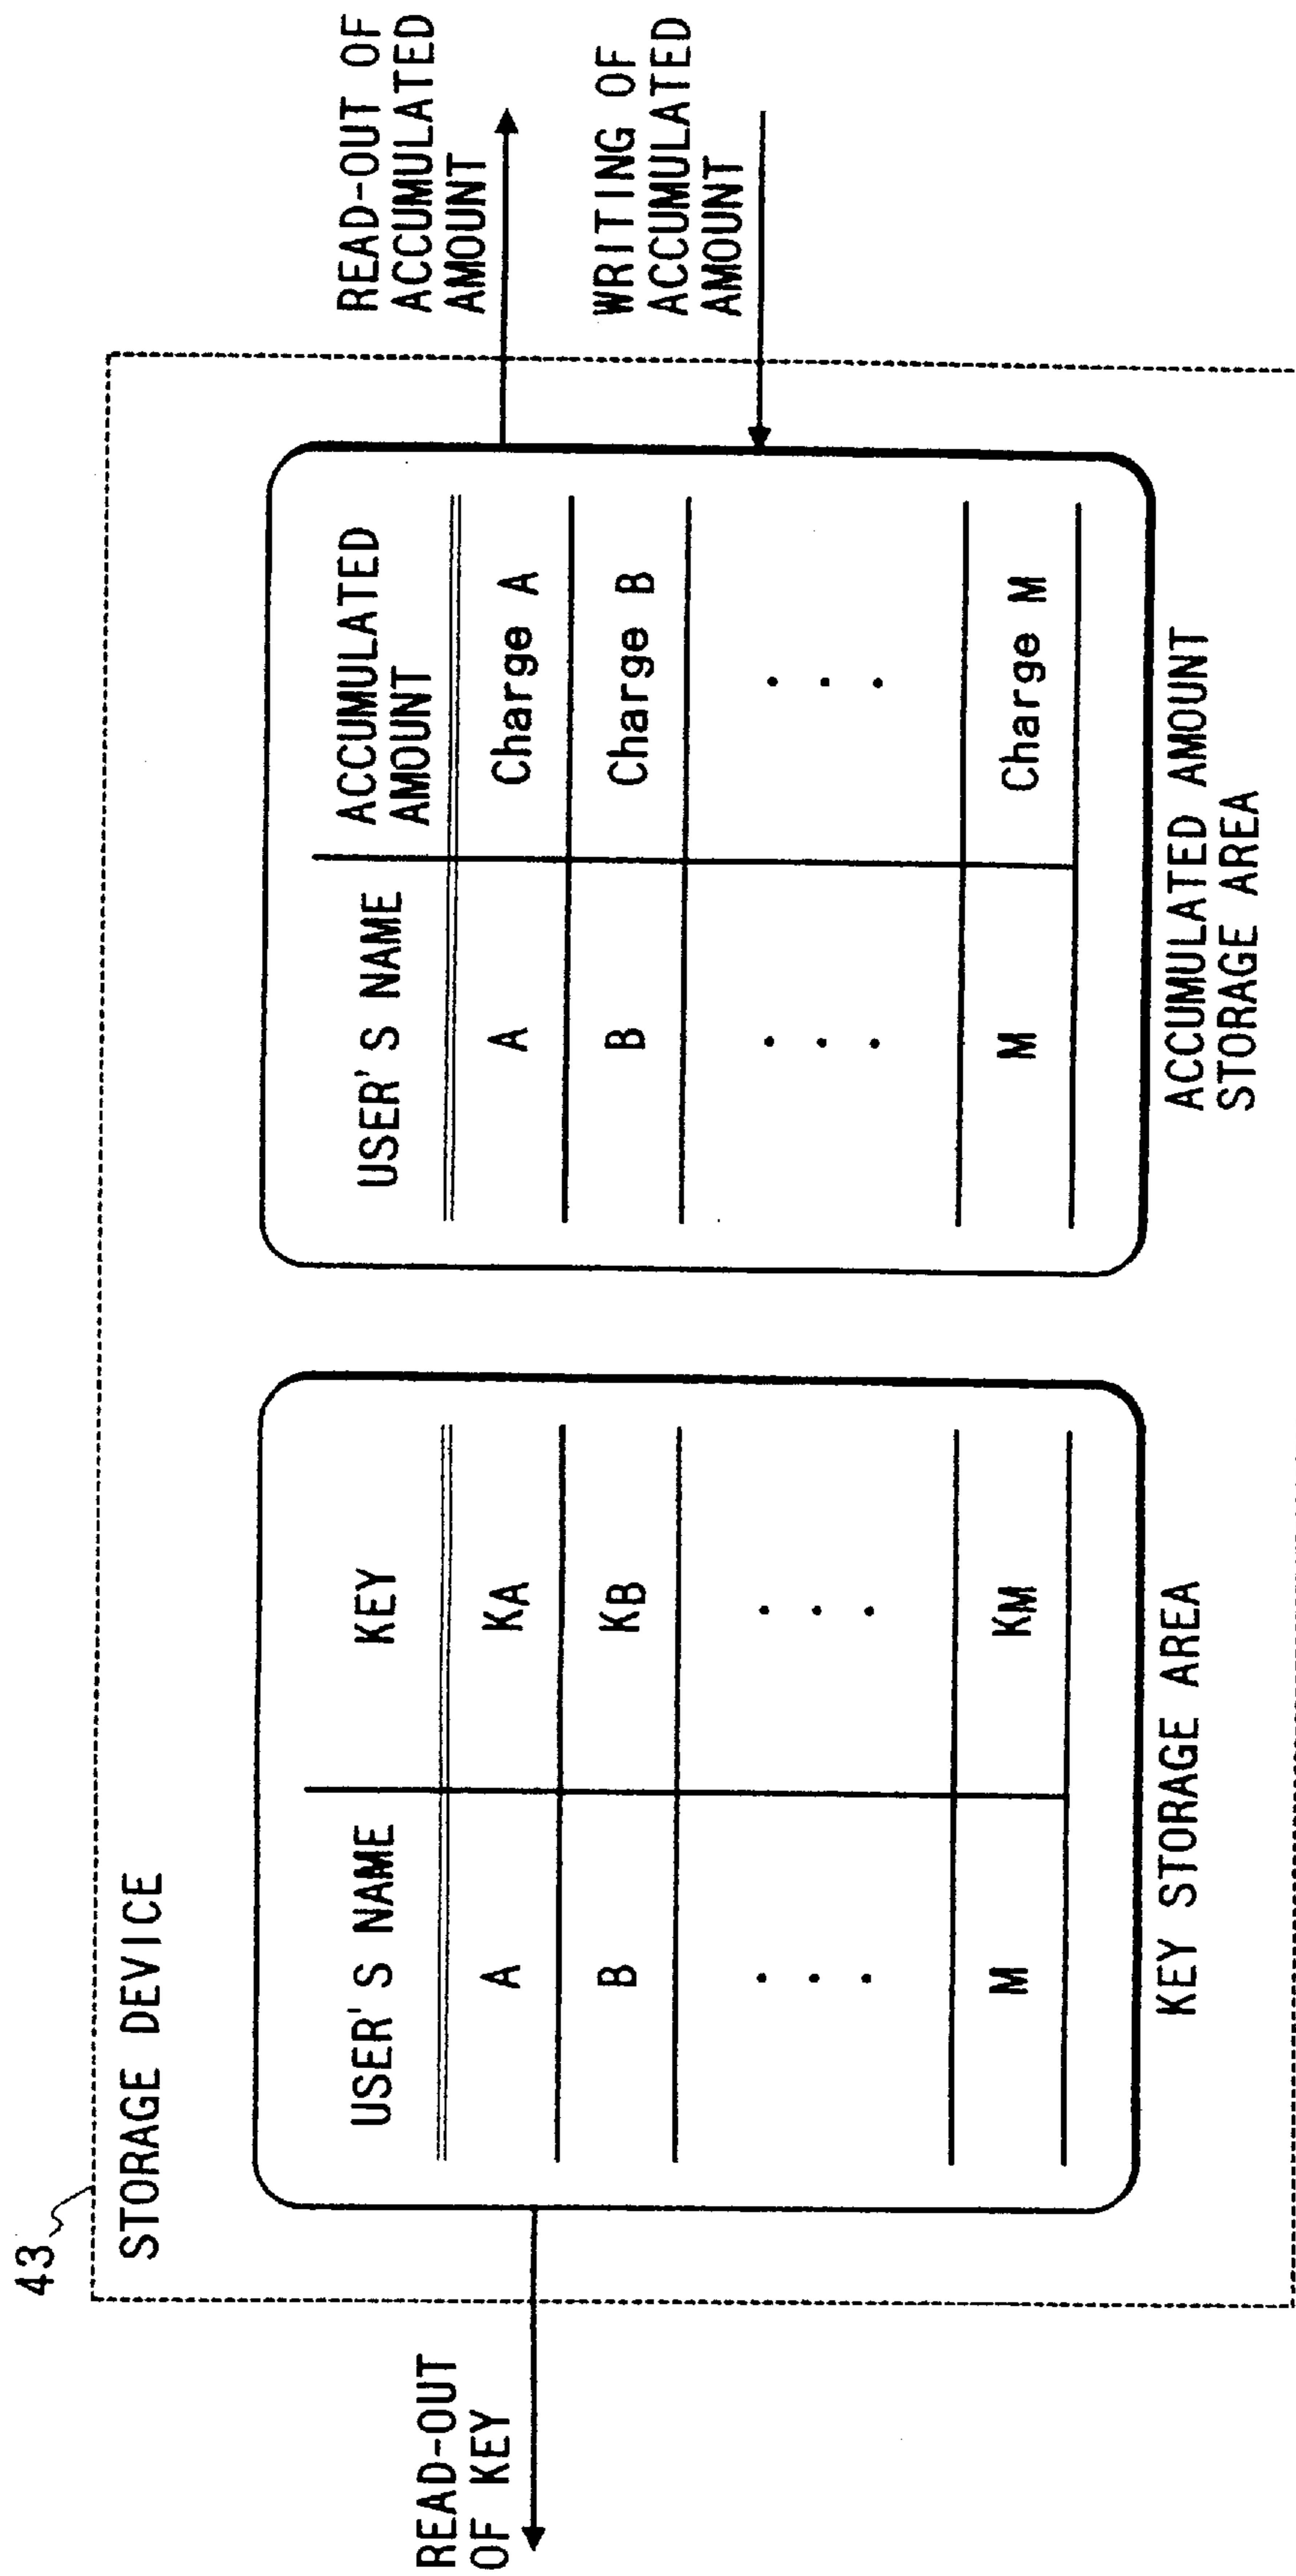 43
STORAGE DEVICE
READ-OUT
OF KEY
USER'S NAME
KEY
A
KA
B
KB
. . .
. . .
M
KM
KEY STORAGE AREA
USER'S NAME
ACCUMULATED
AMOUNT
A
Charge A
B
Charge B
. . .
. . .
M
Charge M
ACCUMULATED AMOUNT
STORAGE AREA
READ-OUT OF
ACCUMULATED
AMOUNT
WRITING OF
ACCUMULATED
AMOUNT